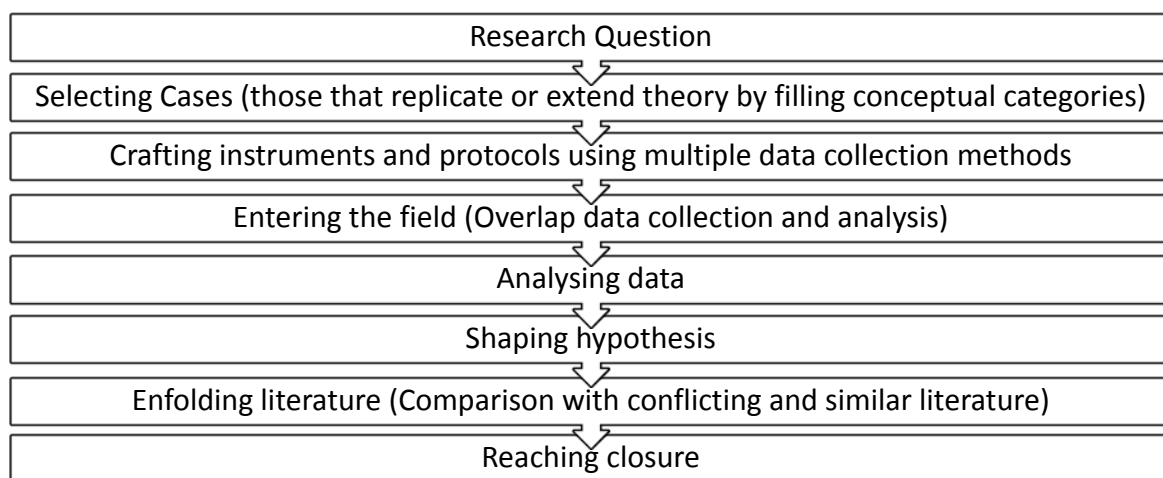 Research Question
Selecting Cases (those that replicate or extend theory by filling conceptual categories)
Crafting instruments and protocols using multiple data collection methods
Entering the field (Overlap data collection and analysis)
Analysing data
Shaping hypothesis
Enfolding literature (Comparison with conflicting and similar literature)
Reaching closure